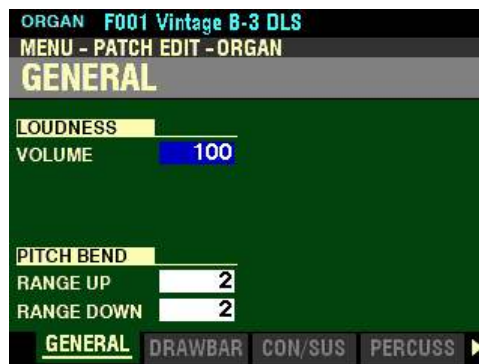 ORGAN F001 Vintage B-3 DLS
MENU - PATCH EDIT - ORGAN
GENERAL
LOUDNESS
VOLUME 100
PITCH BEND
RANGE UP 2
RANGE DOWN 2
GENERAL DRAWBAR CON/SUS PERCUSS